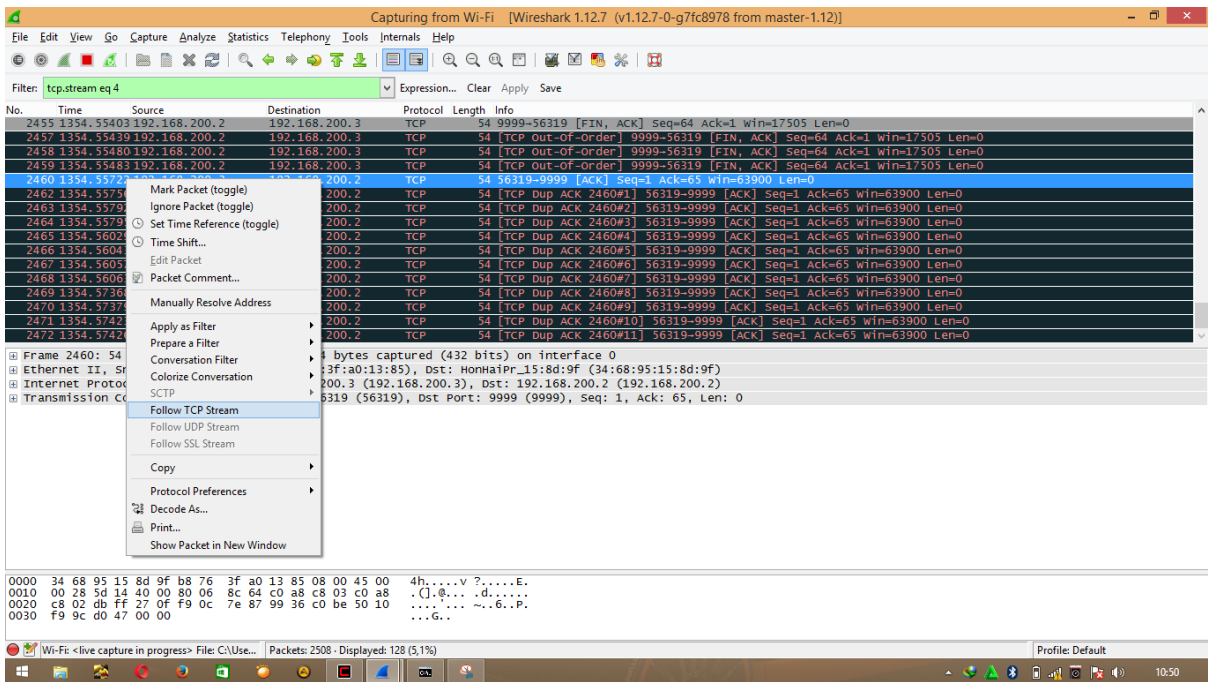 Capturing from Wi-Fi [Wireshark 1.12.7 (v1.12.7-0-g7fc8978 from master-1.12)]
File Edit View Go Capture Analyze Statistics Telephony Tools Internals Help
Filter: tcp.stream eq 4 Expression... Clear Apply Save
No. Time Source Destination Protocol Length Info
2455 1354.55403 192.168.200.2 192.168.200.3 TCP 54 9999→56319 [FIN, ACK] Seq=64 Ack=1 Win=17505 Len=0
2457 1354.55439 192.168.200.2 192.168.200.3 TCP 54 [TCP Out-Of-Order] 9999→56319 [FIN, ACK] Seq=64 Ack=1 Win=17505 Len=0
2458 1354.55480 192.168.200.2 192.168.200.3 TCP 54 [TCP Out-Of-Order] 9999→56319 [FIN, ACK] Seq=64 Ack=1 Win=17505 Len=0
2459 1354.55483 192.168.200.2 192.168.200.3 TCP 54 [TCP Out-Of-Order] 9999→56319 [FIN, ACK] Seq=64 Ack=1 Win=17505 Len=0
2460 1354.55722 200.2 TCP 54 56319→9999 [ACK] Seq=1 Ack=65 Win=63900 Len=0
2462 1354.5575 200.2 TCP 54 [TCP Dup ACK 2460#1] 56319→9999 [ACK] Seq=1 Ack=65 Win=63900 Len=0
2463 1354.5579 200.2 TCP 54 [TCP Dup ACK 2460#2] 56319→9999 [ACK] Seq=1 Ack=65 Win=63900 Len=0
2464 1354.5579 200.2 TCP 54 [TCP Dup ACK 2460#3] 56319→9999 [ACK] Seq=1 Ack=65 Win=63900 Len=0
2465 1354.5602 200.2 TCP 54 [TCP Dup ACK 2460#4] 56319→9999 [ACK] Seq=1 Ack=65 Win=63900 Len=0
2466 1354.5604 200.2 TCP 54 [TCP Dup ACK 2460#5] 56319→9999 [ACK] Seq=1 Ack=65 Win=63900 Len=0
2467 1354.5605 200.2 TCP 54 [TCP Dup ACK 2460#6] 56319→9999 [ACK] Seq=1 Ack=65 Win=63900 Len=0
2468 1354.5606 200.2 TCP 54 [TCP Dup ACK 2460#7] 56319→9999 [ACK] Seq=1 Ack=65 Win=63900 Len=0
2469 1354.5736 200.2 TCP 54 [TCP Dup ACK 2460#8] 56319→9999 [ACK] Seq=1 Ack=65 Win=63900 Len=0
2470 1354.5737 200.2 TCP 54 [TCP Dup ACK 2460#9] 56319→9999 [ACK] Seq=1 Ack=65 Win=63900 Len=0
2471 1354.5742 200.2 TCP 54 [TCP Dup ACK 2460#10] 56319→9999 [ACK] Seq=1 Ack=65 Win=63900 Len=0
2472 1354.5742 200.2 TCP 54 [TCP Dup ACK 2460#11] 56319→9999 [ACK] Seq=1 Ack=65 Win=63900 Len=0
Mark Packet (toggle)
Ignore Packet (toggle)
Set Time Reference (toggle)
Time Shift...
Edit Packet
Packet Comment...
Manually Resolve Address
Apply as Filter
Prepare a Filter
Conversation Filter
Colorize Conversation
SCTP
Follow TCP Stream
Follow UDP Stream
Follow SSL Stream
Copy
Protocol Preferences
Decode As...
Print...
Show Packet in New Window
Frame 2460: 54 bytes captured (432 bits) on interface 0
Ethernet II, Sr :3f:a0:13:85), Dst: HonHaiPr_15:8d:9f (34:68:95:15:8d:9f)
Internet Protoc 200.3 (192.168.200.3), Dst: 192.168.200.2 (192.168.200.2)
Transmission Co 6319 (56319), Dst Port: 9999 (9999), Seq: 1, Ack: 65, Len: 0
0000 34 68 95 15 8d 9f b8 76 3f a0 13 85 08 00 45 00 4h.....v ?.....E.
0010 00 28 5d 14 40 00 80 06 8c 64 c0 a8 c8 03 c0 a8 .(].@... .d......
0020 c8 02 db ff 27 0f f9 0c 7e 87 99 36 c0 be 50 10 ....'... ~..6..P.
0030 f9 9c d0 47 00 00 ...G..
Wi-Fi: <live capture in progress> File: C:\Use... Packets: 2508 · Displayed: 128 (5,1%) Profile: Default
10:50